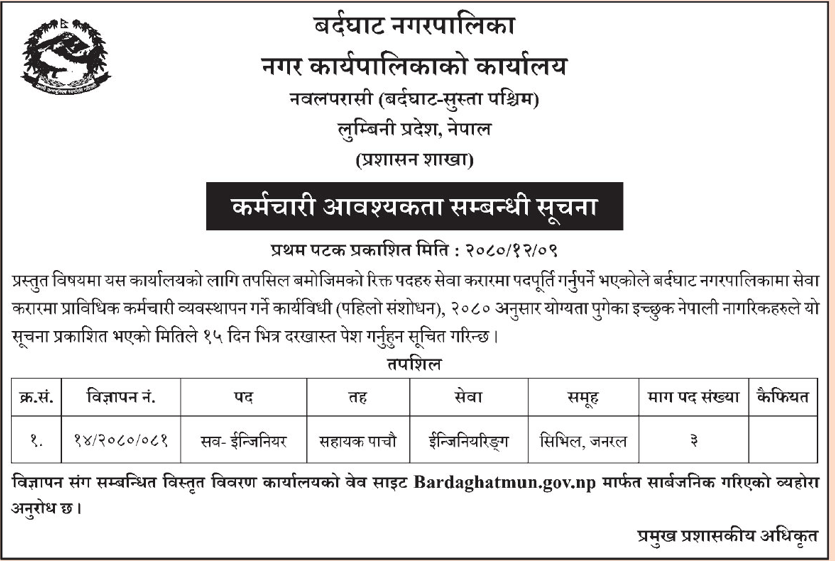 बर्दघाट नगरपालिका
नगर कार्यपालिकाको कार्यालय
नवलपरासी (बर्दघाट-सुस्ता पश्चिम)
लुम्बिनी प्रदेश, नेपाल
(प्रशासन शाखा)
कर्मचारी आवश्यकता सम्बन्धी सूचना
प्रथम पटक प्रकाशित मिति : २०८०/१२/०९
प्रस्तुत विषयमा यस कार्यालयको लागि तपसिल बमोजिमको रिक्त पदहरु सेवा करारमा पदपूर्ति गर्नुपर्ने भएकोले बर्दघाट नगरपालिकामा सेवा
करारमा प्राविधिक कर्मचारी व्यवस्थापन गर्ने कार्यविधी (पहिलो संशोधन), २०८० अनुसार योग्यता पुगेका इच्छुक नेपाली नागरिकहरुले यो
सूचना प्रकाशित भएको मितिले १५ दिन भित्र दरखास्त पेश गर्नुहुन सूचित गरिन्छ ।
तपशिल
क्र.सं. विज्ञापन नं. पद तह सेवा समूह माग पद संख्या कैफियत
१. १४/२०८०/०८१ सव- ईन्जिनियर सहायक पाचौ ईन्जिनियरिङ्ग सिभिल, जनरल ३
विज्ञापन संग सम्बन्धित विस्तृत विवरण कार्यालयको वेव साइट Bardaghatmun.gov.np मार्फत सार्बजनिक गरिएको व्यहोरा
अनुरोध छ ।
प्रमुख प्रशासकीय अधिकृत